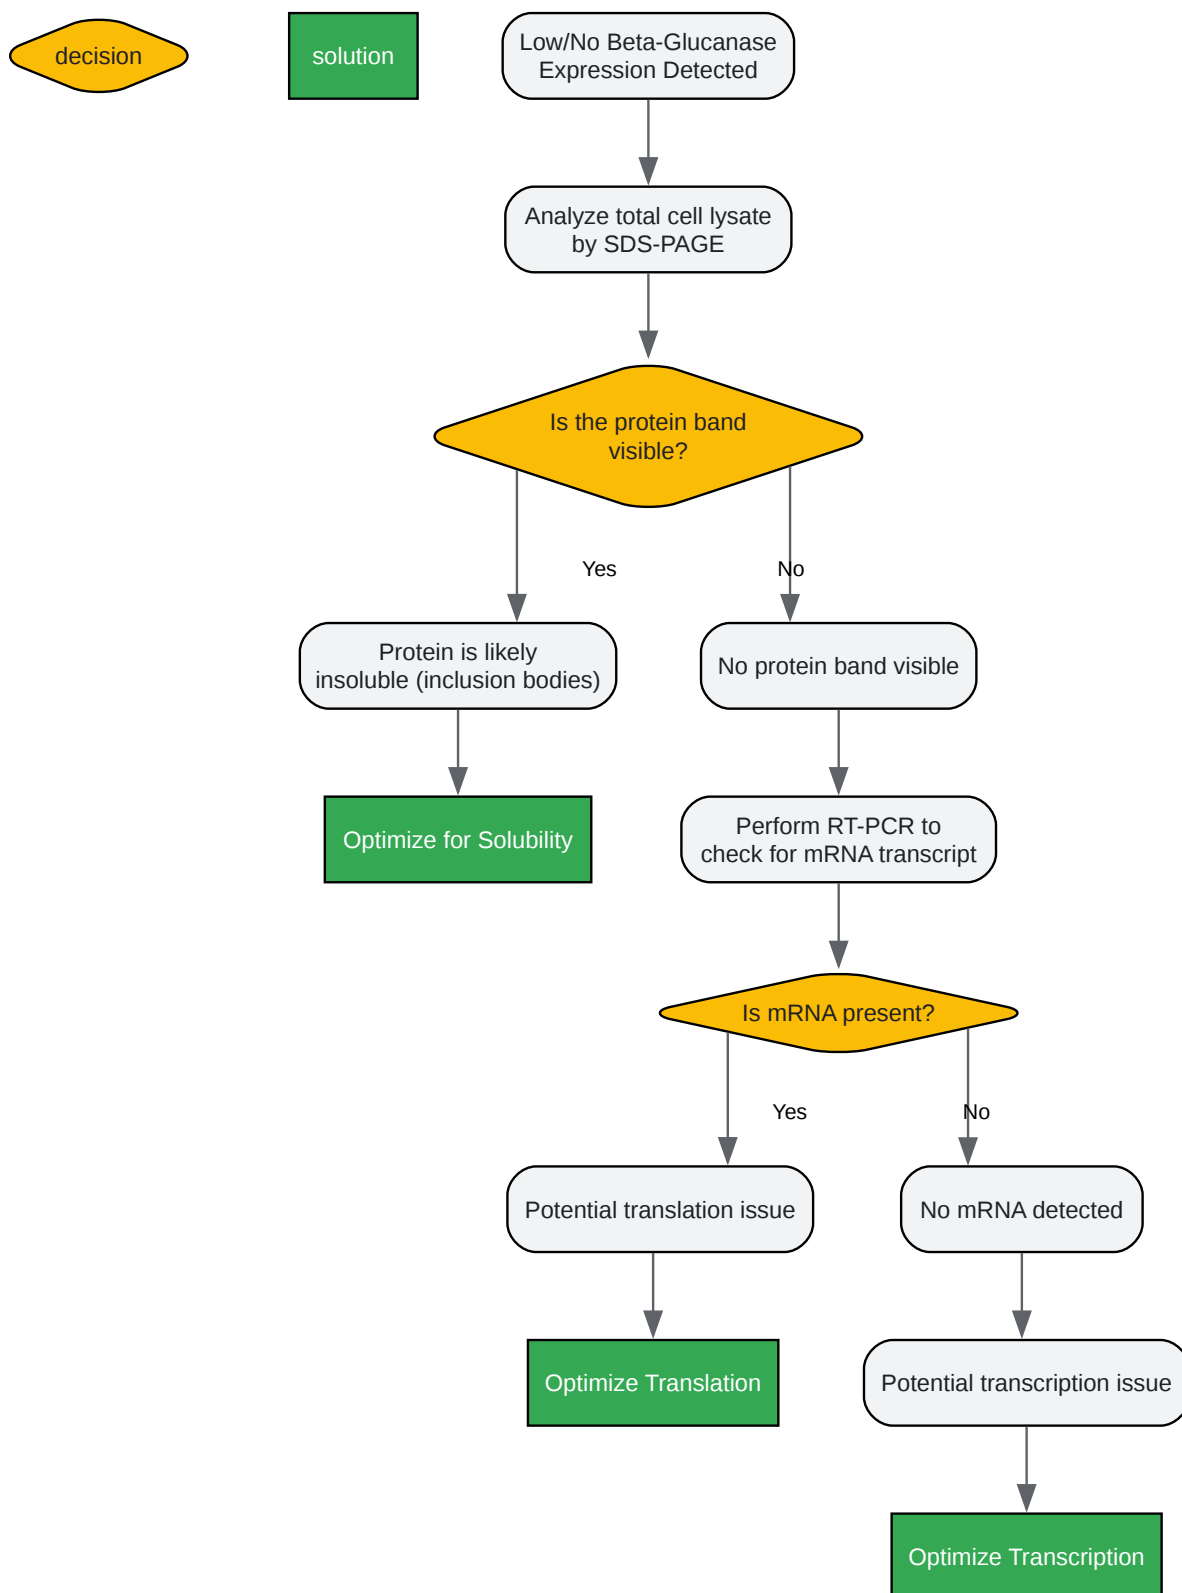 decision
solution
Low/No Beta-Glucanase
Expression Detected
Analyze total cell lysate
by SDS-PAGE
Is the protein band
visible?
Yes
No
Protein is likely
insoluble (inclusion bodies)
No protein band visible
Optimize for Solubility
Perform RT-PCR to
check for mRNA transcript
Is mRNA present?
Yes
No
Potential translation issue
No mRNA detected
Optimize Translation
Potential transcription issue
Optimize Transcription